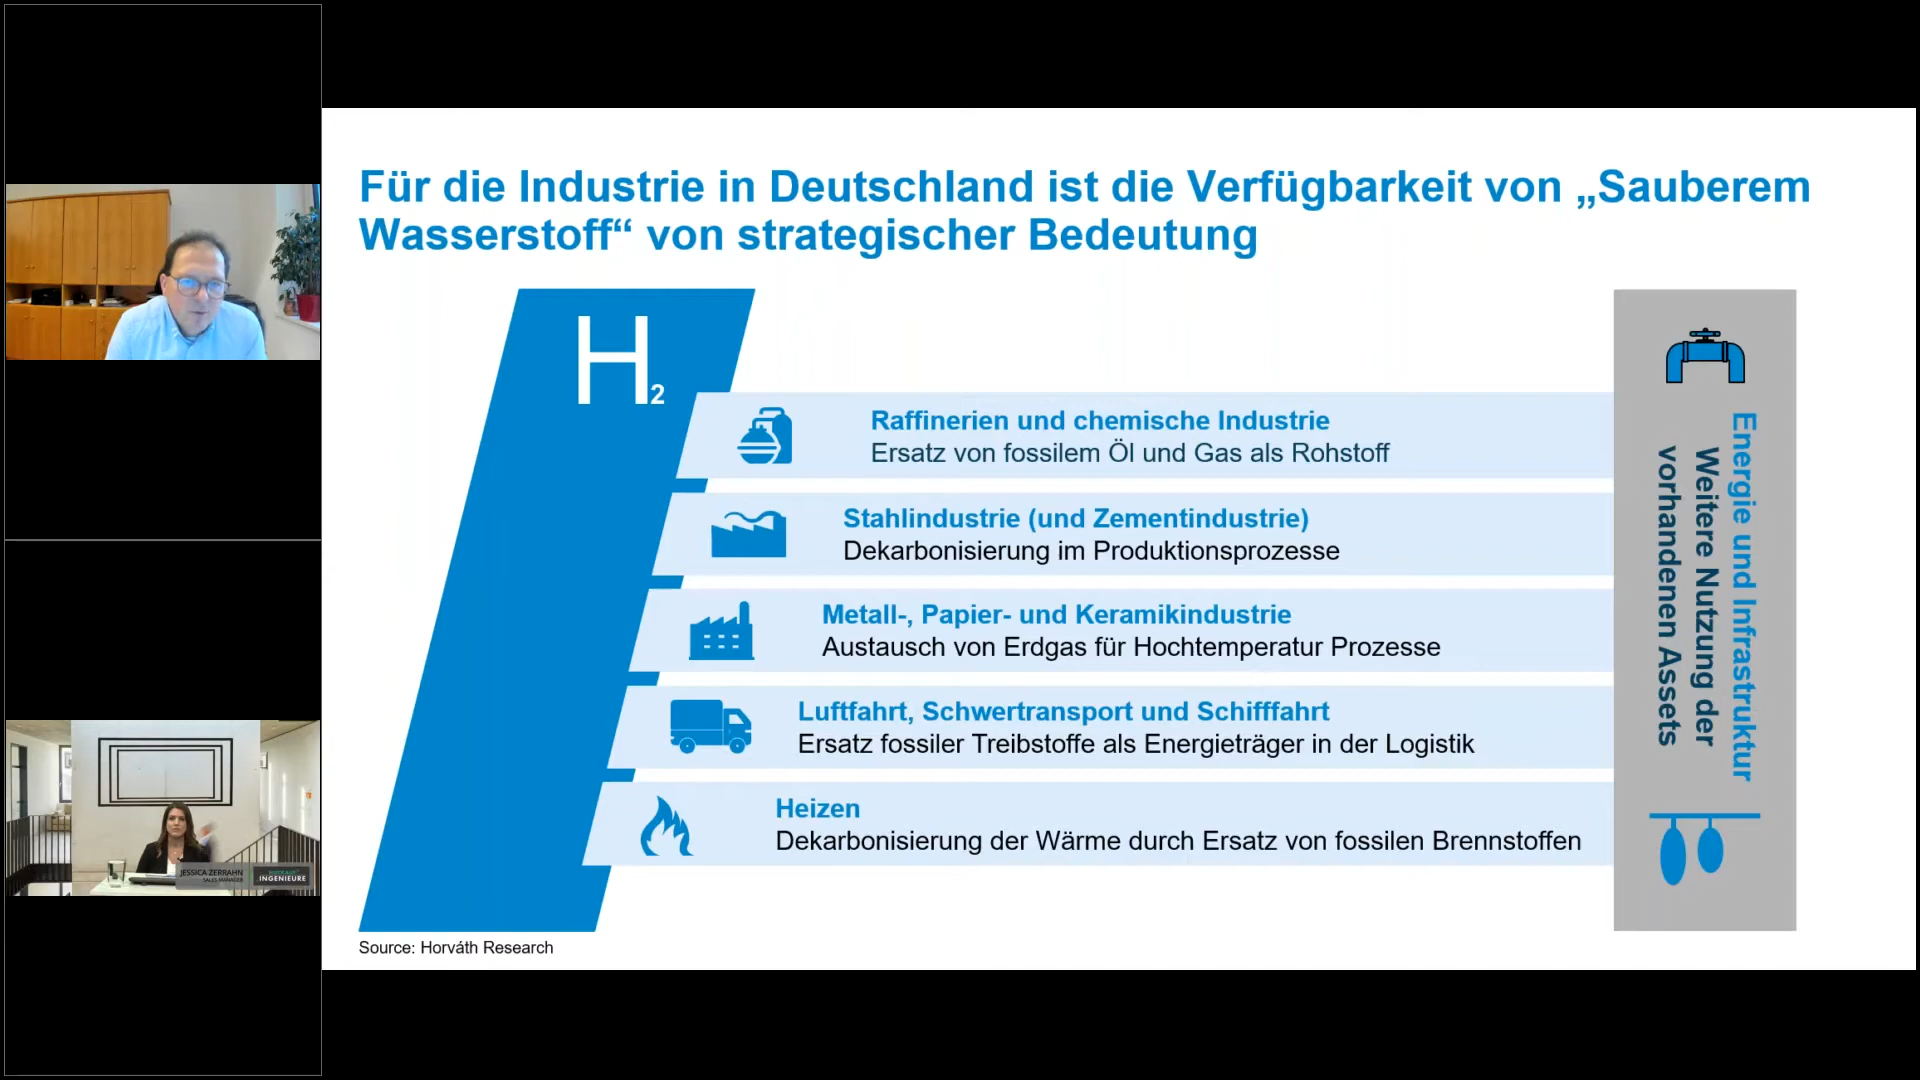 Für die Industrie in Deutschland ist die Verfügbarkeit von „Sauberem
Wasserstoff“ von strategischer Bedeutung
H2
Raffinerien und chemische Industrie
Ersatz von fossilem Öl und Gas als Rohstoff
Stahlindustrie (und Zementindustrie)
Dekarbonisierung im Produktionsprozesse
Metall-, Papier- und Keramikindustrie
Austausch von Erdgas für Hochtemperatur Prozesse
Luftfahrt, Schwertransport und Schifffahrt
Ersatz fossiler Treibstoffe als Energieträger in der Logistik
Heizen
Dekarbonisierung der Wärme durch Ersatz von fossilen Brennstoffen
Energie und Infrastruktur
Weitere Nutzung der
vorhandenen Assets
Source: Horváth Research
JESSICA ZERRAHN
SALES MANAGER
INGENIEURE